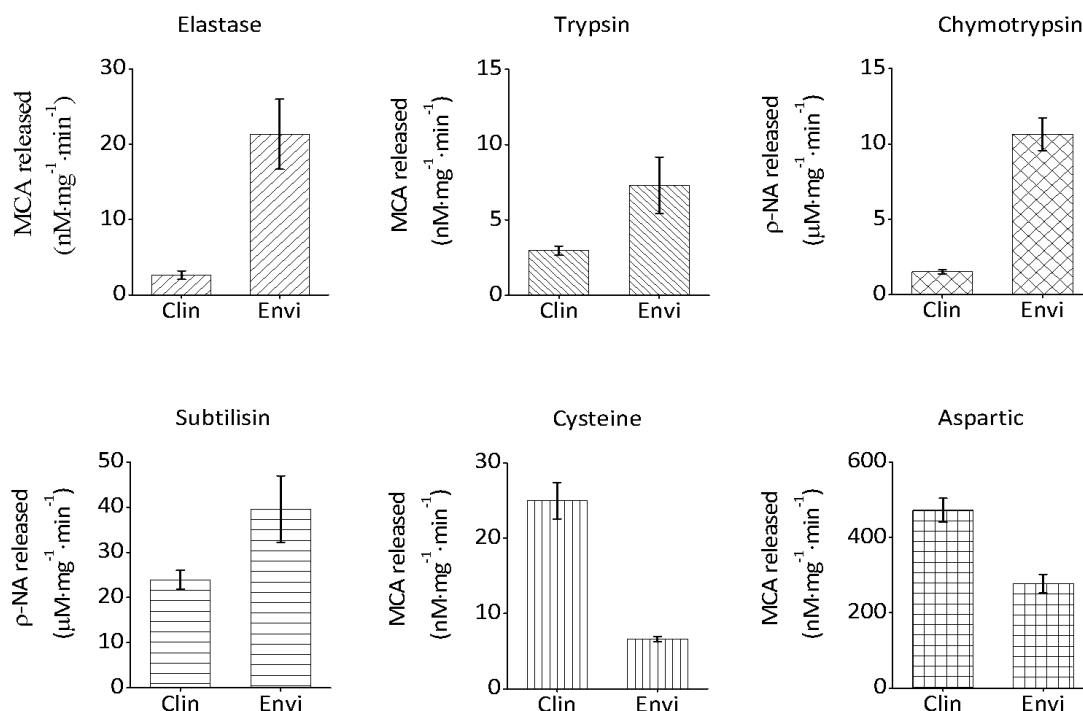 Elastase
MCA released
(nM·mg⁻¹·min⁻¹)
30
20
10
0
Clin Envi
Trypsin
MCA released
(nM·mg⁻¹·min⁻¹)
15
10
5
0
Clin Envi
Chymotrypsin
ρ-NA released
(µM·mg⁻¹·min⁻¹)
15
10
5
0
Clin Envi
Subtilisin
ρ-NA released
(µM·mg⁻¹·min⁻¹)
50
40
30
20
10
0
Clin Envi
Cysteine
MCA released
(nM·mg⁻¹·min⁻¹)
30
20
10
0
Clin Envi
Aspartic
MCA released
(nM·mg⁻¹·min⁻¹)
600
400
200
0
Clin Envi